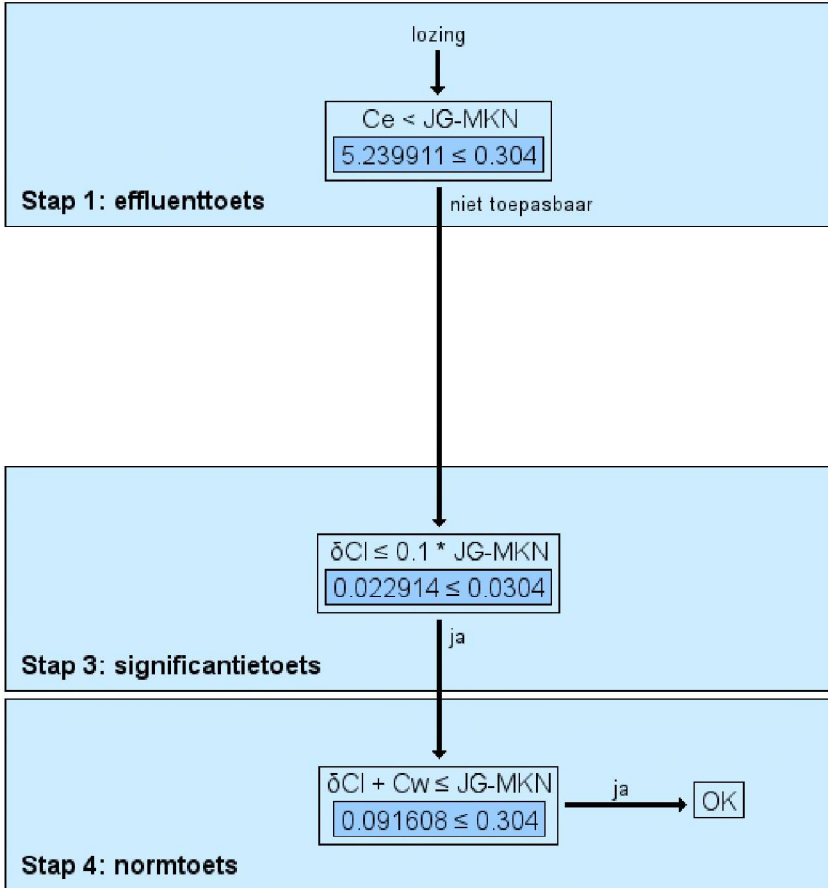 lozing
Ce < JG-MKN
5.239911 ≤ 0.304
Stap 1: effluenttoets
niet toepasbaar
δCl ≤ 0.1 * JG-MKN
0.022914 ≤ 0.0304
ja
Stap 3: significantietoets
δCl + Cw ≤ JG-MKN
0.091608 ≤ 0.304
ja
OK
Stap 4: normtoets